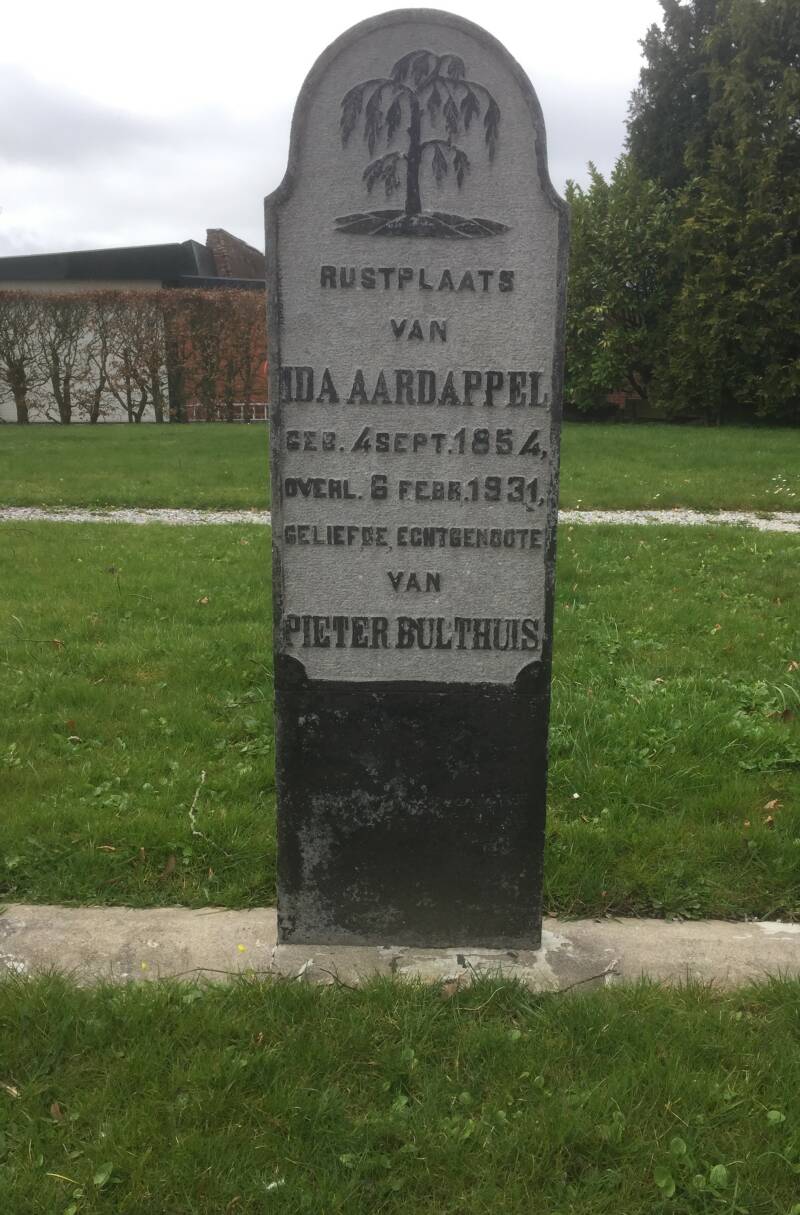 RUSTPLAATS
VAN
IDA AARDAPPEL
GEB. 4 SEPT. 1854,
OVERL. 6 FEBR. 1931,
GELIEFDE ECHTGENOOTE
VAN
PIETER BULTHUIS.